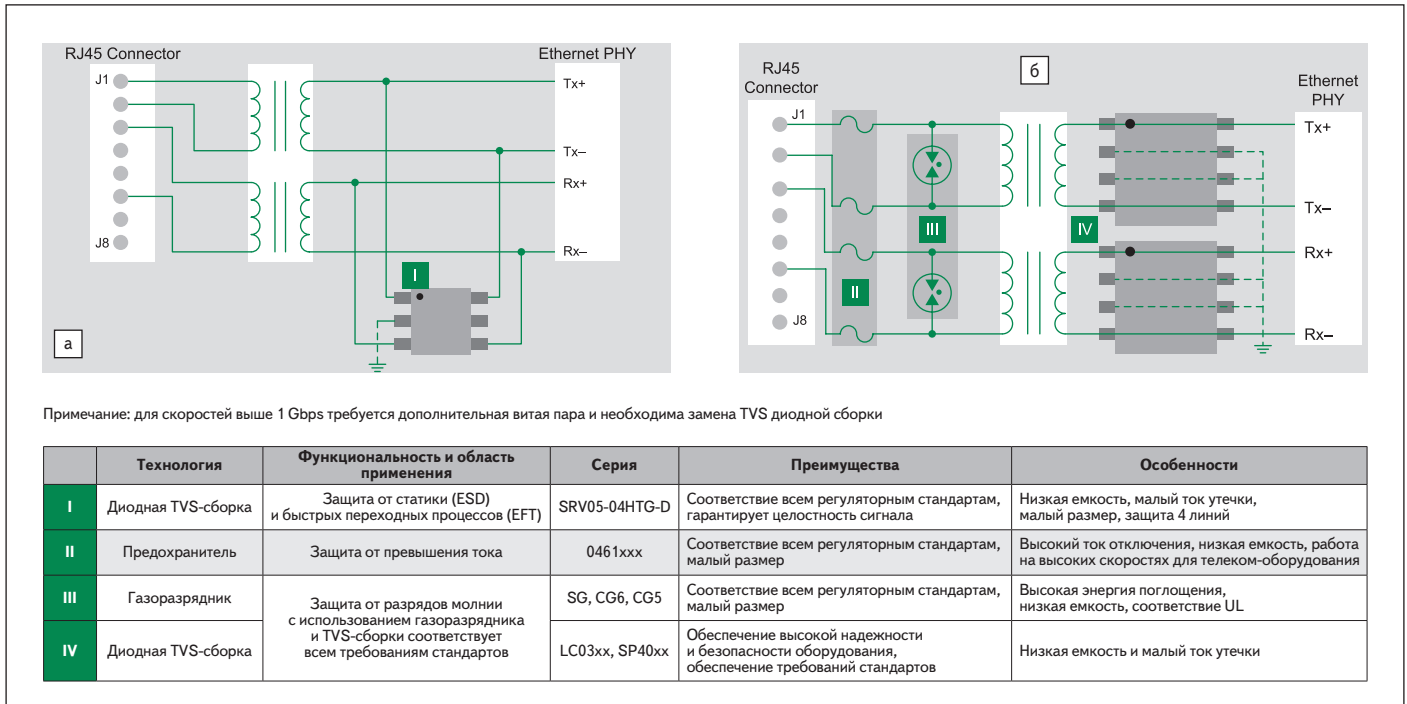 RJ45 Connector
Ethernet PHY
J1
Tx+
Tx–
Rx+
J8
Rx–
I
а
б
RJ45
Connector
Ethernet
PHY
J1
Tx+
Tx–
III
IV
Rx+
II
J8
Rx–
Примечание: для скоростей выше 1 Gbps требуется дополнительная витая пара и необходима замена TVS диодной сборки
Технология
Функциональность и область
применения
Серия
Преимущества
Особенности
I
Диодная TVS-сборка
Защита от статики (ESD)
и быстрых переходных процессов (EFT)
SRV05-04HTG-D
Соответствие всем регуляторным стандартам,
гарантирует целостность сигнала
Низкая емкость, малый ток утечки,
малый размер, защита 4 линий
II
Предохранитель
Защита от превышения тока
0461xxx
Соответствие всем регуляторным стандартам,
малый размер
Высокий ток отключения, низкая емкость, работа
на высоких скоростях для телеком-оборудования
III
Газоразрядник
Защита от разрядов молнии
с использованием газоразрядника
и TVS-сборки соответствует
всем требованиям стандартов
SG, CG6, CG5
Соответствие всем регуляторным стандартам,
малый размер
Высокая энергия поглощения,
низкая емкость, соответствие UL
IV
Диодная TVS-сборка
LC03xx, SP40xx
Обеспечение высокой надежности
и безопасности оборудования,
обеспечение требований стандартов
Низкая емкость и малый ток утечки